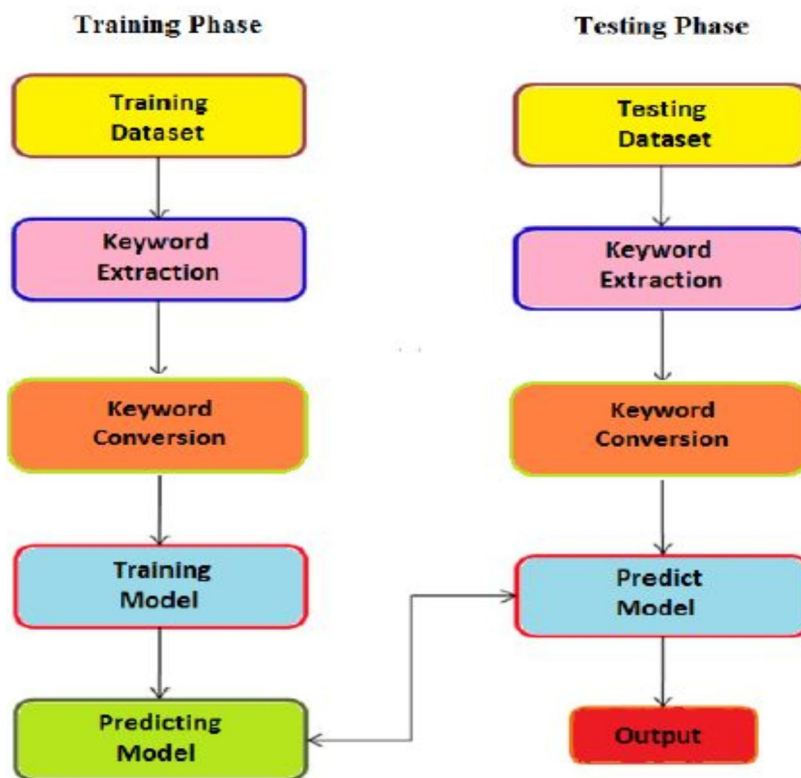 Training Phase
Training
Dataset
Keyword
Extraction
Keyword
Conversion
Training
Model
Predicting
Model
Testing Phase
Testing
Dataset
Keyword
Extraction
Keyword
Conversion
Predict
Model
Output